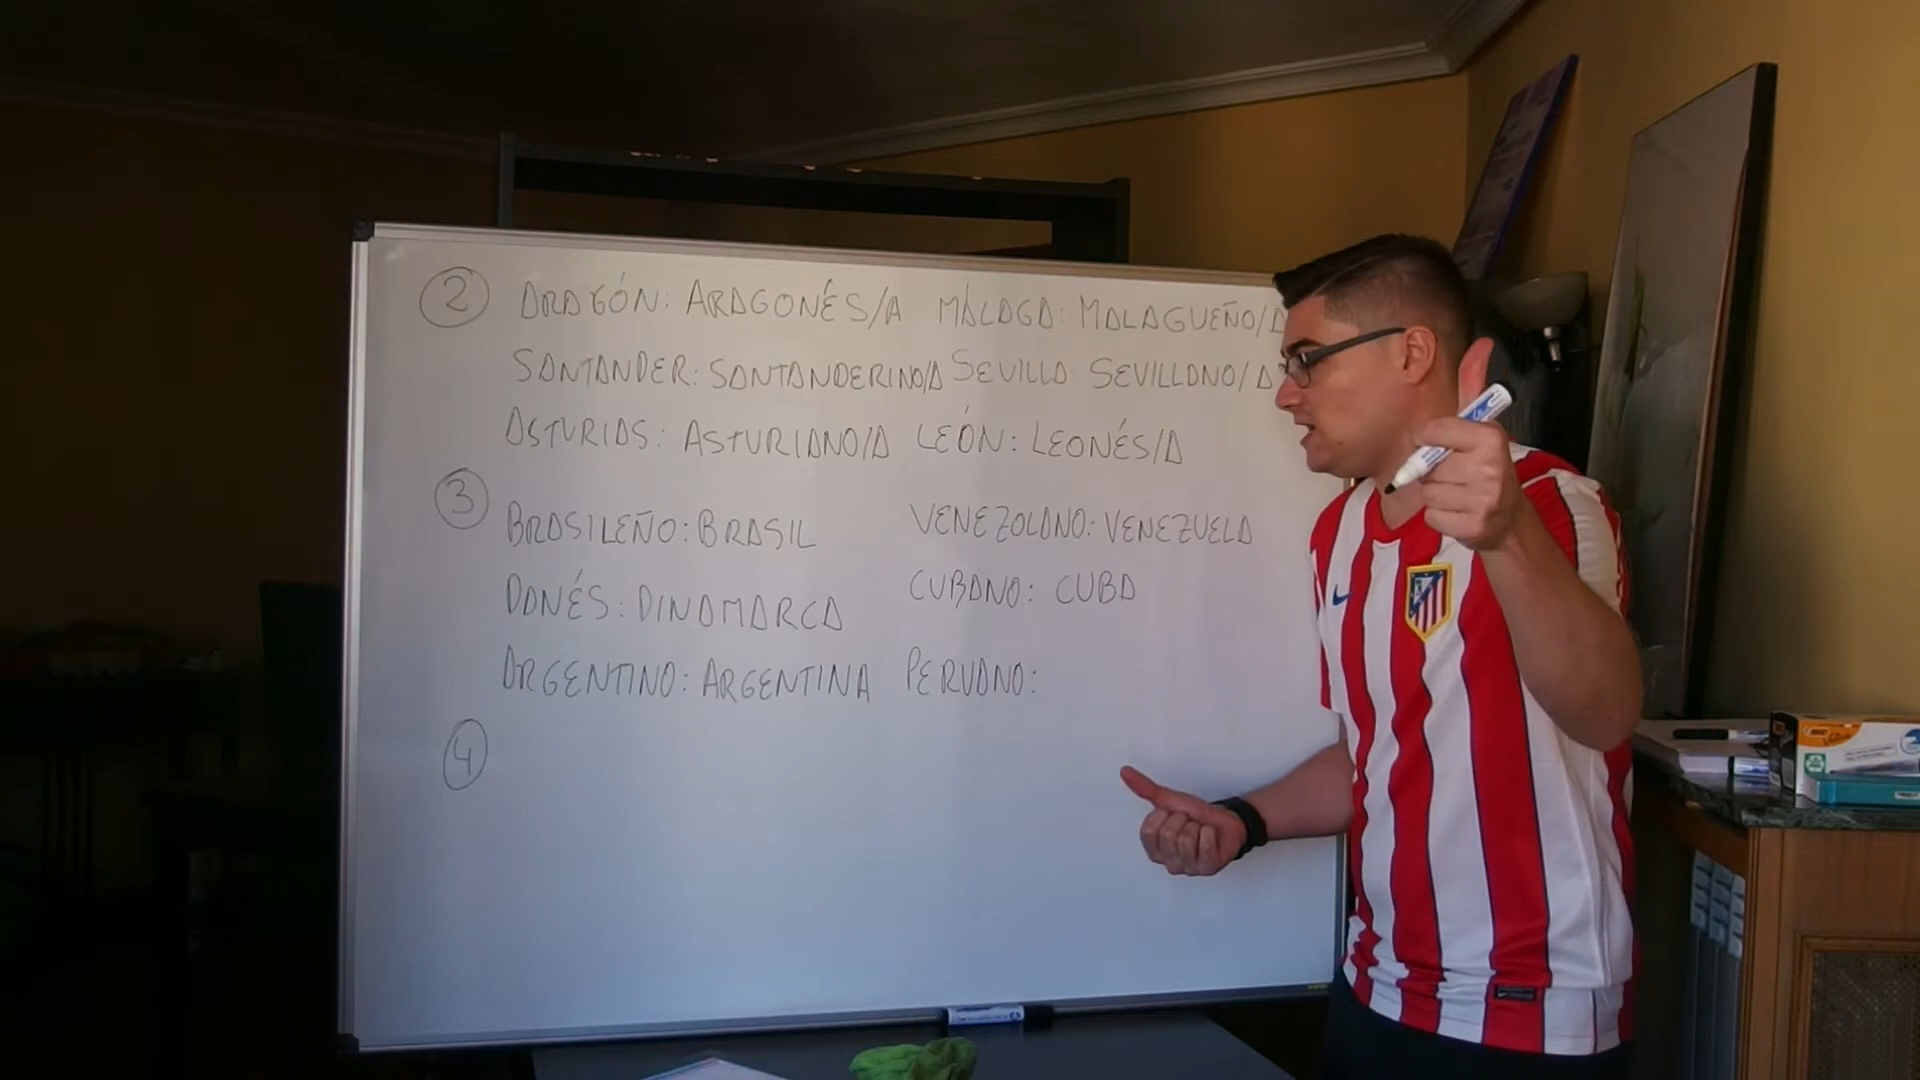 2 ARAGÓN: ARAGONÉS/A MÁLAGA: MALAGUEÑO/A
SANTANDER: SANTANDERINO/A SEVILLA SEVILLANO/A
ASTURIAS: ASTURIANO/A LEÓN: LEONÉS/A
3
BRASILEÑO: BRASIL VENEZOLANO: VENEZUELA
DANÉS: DINAMARCA CUBANO: CUBA
ARGENTINO: ARGENTINA PERUANO:
4